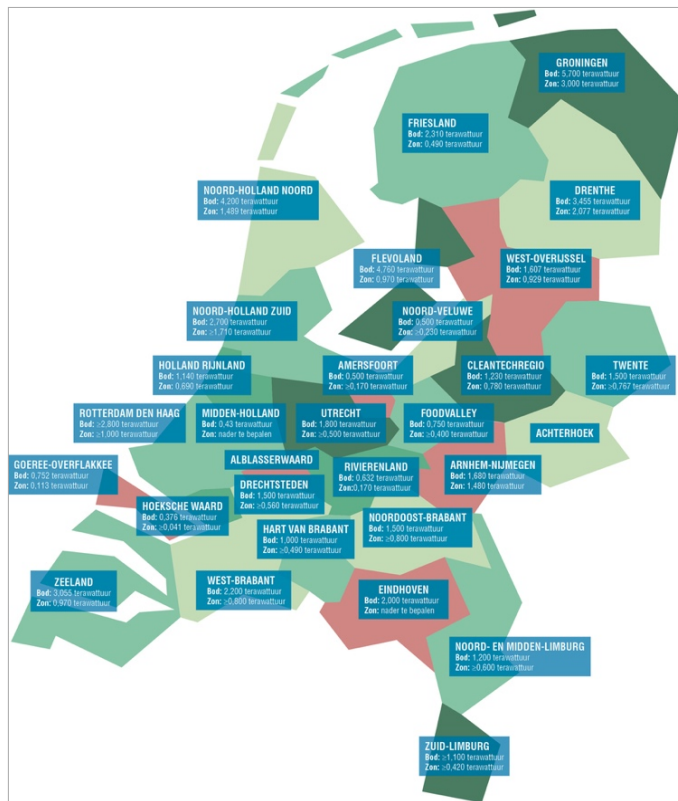 GRONINGEN
Bod: 5,700 terawattuur
Zon: 3,000 terawattuur
FRIESLAND
Bod: 2,310 terawattuur
Zon: 0,490 terawattuur
NOORD-HOLLAND NOORD
Bod: 4,200 terawattuur
Zon: 1,489 terawattuur
DRENTHE
Bod: 3,455 terawattuur
Zon: 2,077 terawattuur
FLEVOLAND
Bod: 4,760 terawattuur
Zon: 0,970 terawattuur
WEST-OVERIJSSEL
Bod: 1,607 terawattuur
Zon: 0,929 terawattuur
NOORD-HOLLAND ZUID
Bod: 2,700 terawattuur
Zon: ≥1,710 terawattuur
NOORD-VELUWE
Bod: 0,500 terawattuur
Zon: ≥0,230 terawattuur
HOLLAND RIJNLAND
Bod: 1,140 terawattuur
Zon: 0,690 terawattuur
AMERSFOORT
Bod: 0,500 terawattuur
Zon: ≥0,170 terawattuur
CLEANTECHREGIO
Bod: 1,230 terawattuur
Zon: 0,780 terawattuur
TWENTE
Bod: 1,500 terawattuur
Zon: ≥0,767 terawattuur
ROTTERDAM DEN HAAG
Bod: ≥2,800 terawattuur
Zon: ≥1,000 terawattuur
MIDDEN-HOLLAND
Bod: 0,43 terawattuur
Zon: nader te bepalen
UTRECHT
Bod: 1,800 terawattuur
Zon: ≥0,500 terawattuur
FOODVALLEY
Bod: 0,750 terawattuur
Zon: ≥0,400 terawattuur
ACHTERHOEK
GOEREE-OVERFLAKKEE
Bod: 0,752 terawattuur
Zon: 0,113 terawattuur
ALBLASSERWAARD
RIVIERENLAND
Bod: 0,632 terawattuur
Zon:0,170 terawattuur
ARNHEM-NIJMEGEN
Bod: 1,680 terawattuur
Zon: 1,480 terawattuur
DRECHTSTEDEN
Bod: 1,500 terawattuur
Zon: ≥0,560 terawattuur
HOEKSCHE WAARD
Bod: 0,376 terawattuur
Zon: ≥0,041 terawattuur
NOORDOOST-BRABANT
Bod: 1,500 terawattuur
Zon: ≥0,800 terawattuur
HART VAN BRABANT
Bod: 1,000 terawattuur
Zon: ≥0,490 terawattuur
ZEELAND
Bod: 3,055 terawattuur
Zon: 0,970 terawattuur
WEST-BRABANT
Bod: 2,200 terawattuur
Zon: ≥0,800 terawattuur
EINDHOVEN
Bod: 2,000 terawattuur
Zon: nader te bepalen
NOORD- EN MIDDEN-LIMBURG
Bod: 1,200 terawattuur
Zon: ≥0,600 terawattuur
ZUID-LIMBURG
Bod: ≥1,100 terawattuur
Zon: ≥0,420 terawattuur